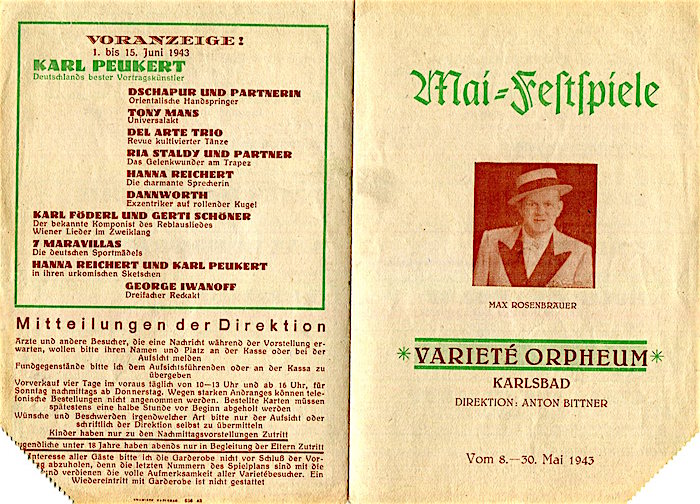 VORANZEIGE!
1. bis 15. Juni 1943
KARL PEUKERT
Deutschlands bester Vortragskünstler
DSCHAPUR UND PARTNERIN
Orientalische Handspringer
TONY MANS
Universalakt
DEL ARTE TRIO
Revue kultivierter Tänze
RIA STALDY UND PARTNER
Das Gelenkwunder am Trapez
HANNA REICHERT
Die charmante Sprecherin
DANNWORTH
Exzentriker auf rollender Kugel
KARL FÖDERL UND GERTI SCHÖNER
Der bekannte Komponist des Reblausliedes
Wiener Lieder im Zweiklang
7 MARAVILLAS
Die deutschen Sportmädels
HANNA REICHERT UND KARL PEUKERT
in ihren urkomischen Sketschen
GEORGE IWANOFF
Dreifacher Reckakt
Mitteilungen der Direktion
Ärzte und andere Besucher, die eine Nachricht während der Vorstellung er-
warten, wollen bitte ihren Namen und Platz an der Kasse oder bei der
Aufsicht melden
Fundgegenstände bitte ich dem Aufsichtsführenden oder an der Kassa zu
übergeben
Vorverkauf vier Tage im voraus täglich von 10—13 Uhr und ab 16 Uhr, für
Sonntag nachmittags ab Donnerstag. Wegen starken Andranges können tele-
fonische Bestellungen nicht angenommen werden. Bestellte Karten müssen
spätestens eine halbe Stunde vor Beginn abgeholt werden
Wünsche und Beschwerden irgendwelcher Art bitte nur der Aufsicht oder
schriftlich der Direktion selbst zu übermitteln
Kinder haben nur zu den Nachmittagsvorstellungen Zutritt
Jugendliche unter 18 Jahre haben abends nur in Begleitung der Eltern Zutritt
Interesse aller Gäste bitte ich die Garderobe nicht vor Schluß der Vor-
abzuholen, denn die letzten Nummern des Spielplans sind mit die
und verdienen die volle Aufmerksamkeit aller Varietébesucher. Ein
Wiedereintritt mit Garderobe ist nicht gestattet
Mai-Festspiele
MAX ROSENBRÄUER
* VARIETÉ ORPHEUM *
KARLSBAD
DIREKTION: ANTON BITTNER
Vom 8.—30. Mai 1943